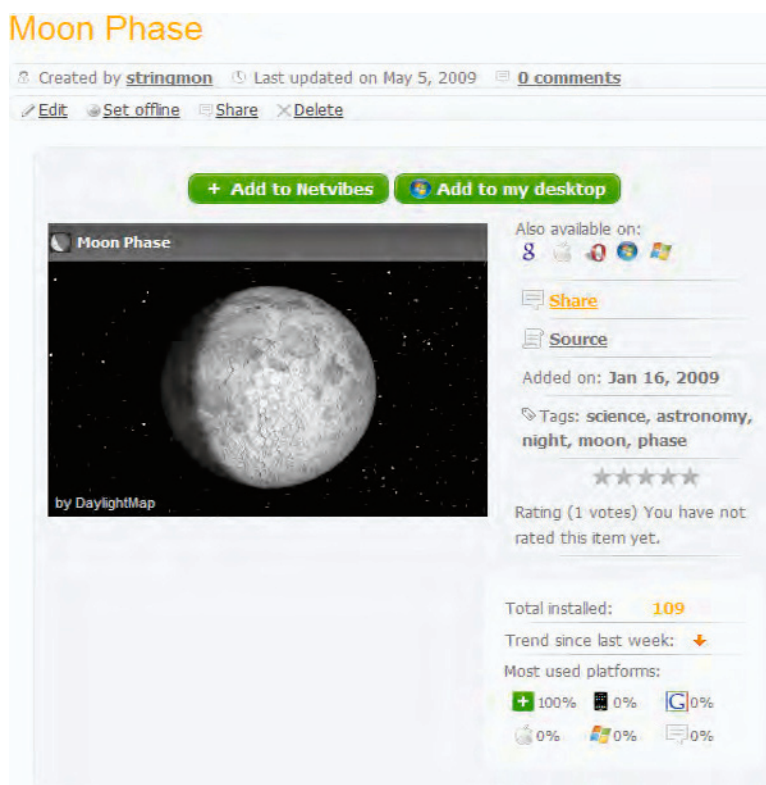 Moon Phase
Created by stringmon Last updated on May 5, 2009 0 comments
Edit Set offline Share Delete
+ Add to Netvibes Add to my desktop
Moon Phase
by DaylightMap
Also available on:
Share
Source
Added on: Jan 16, 2009
Tags: science, astronomy,
night, moon, phase
Rating (1 votes) You have not
rated this item yet.
Total installed: 109
Trend since last week:
Most used platforms:
100% 0% G 0%
0% 0% 0%